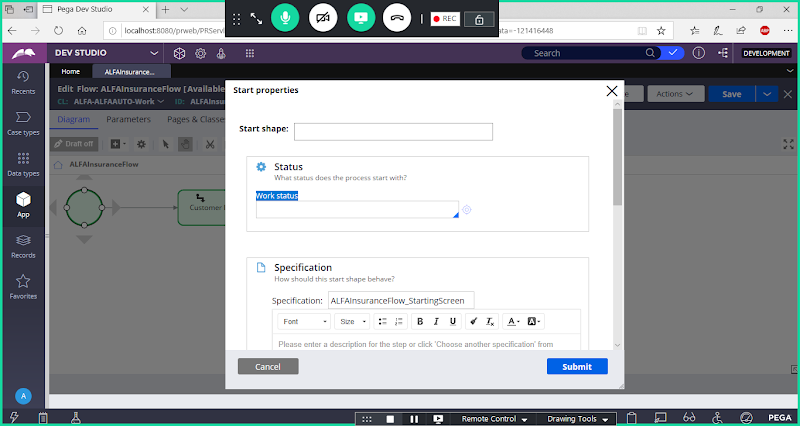 Pega Dev Studio
localhost:8080/prweb/PRServ
data=-121416448
REC
ABP
DEV STUDIO
Search
DEVELOPMENT
Home
ALFAInsurance...
Recents
Case types
Data types
App
Records
Favorites
A
Edit Flow: ALFAInsuranceFlow [Available
CL: ALFA-ALFAAUTO-Work
ID: ALFAInsu
Actions
Save
Diagram
Parameters
Pages & Classe
Draft off
ALFAInsuranceFlow
Customer
Start properties
Start shape:
Status
What status does the process start with?
Work status
Specification
How should this start shape behave?
Specification: ALFAInsuranceFlow_StartingScreen
Font
Size
B I U
A
A
Please enter a description for the step or click 'Choose another specification' from
Cancel
Submit
Remote Control
Drawing Tools
PEGA